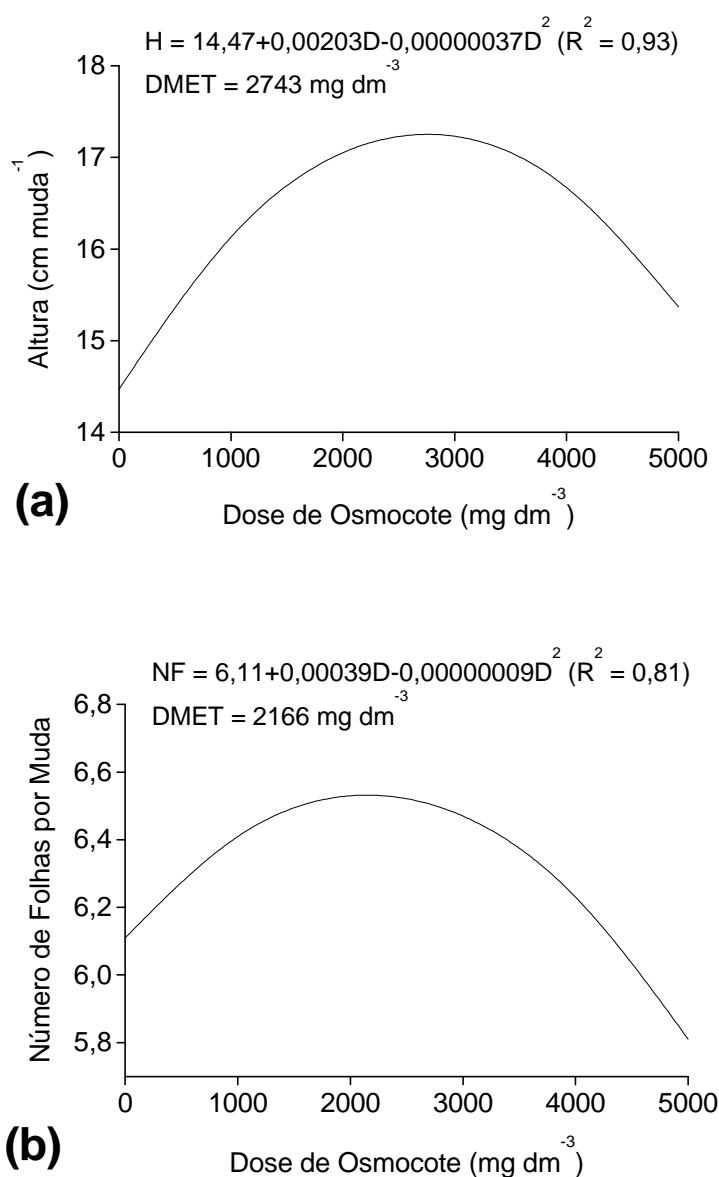 H = 14,47+0,00203D-0,00000037D² (R² = 0,93)
DMET = 2743 mg dm⁻³
Altura (cm muda⁻¹)
18
17
16
15
14
0 1000 2000 3000 4000 5000
(a)
Dose de Osmocote (mg dm⁻³)
NF = 6,11+0,00039D-0,00000009D² (R² = 0,81)
DMET = 2166 mg dm⁻³
Número de Folhas por Muda
6,8
6,6
6,4
6,2
6,0
5,8
0 1000 2000 3000 4000 5000
(b)
Dose de Osmocote (mg dm⁻³)